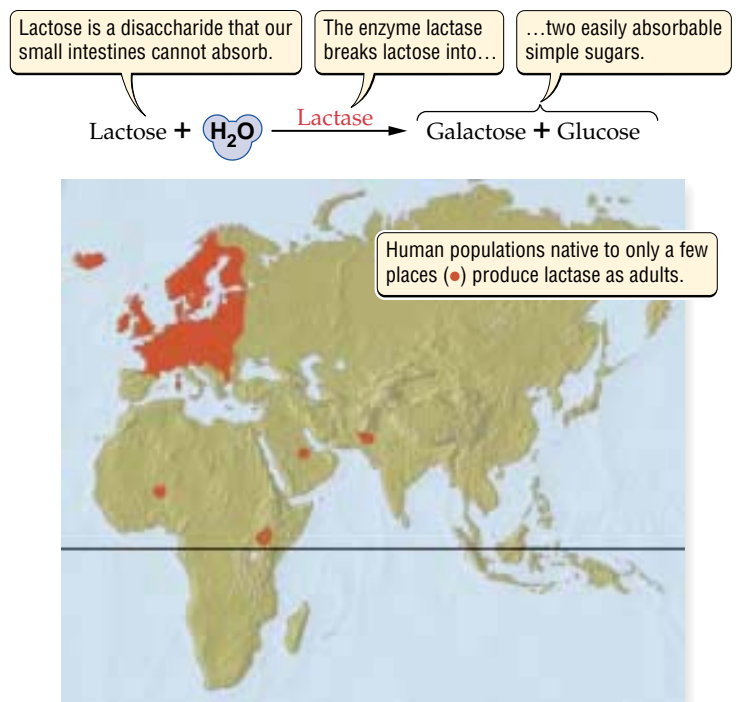 Lactose is a disaccharide that our
small intestines cannot absorb.
The enzyme lactase
breaks lactose into…
…two easily absorbable
simple sugars.
Lactose + H₂O Lactase Galactose + Glucose
Human populations native to only a few
places (●) produce lactase as adults.